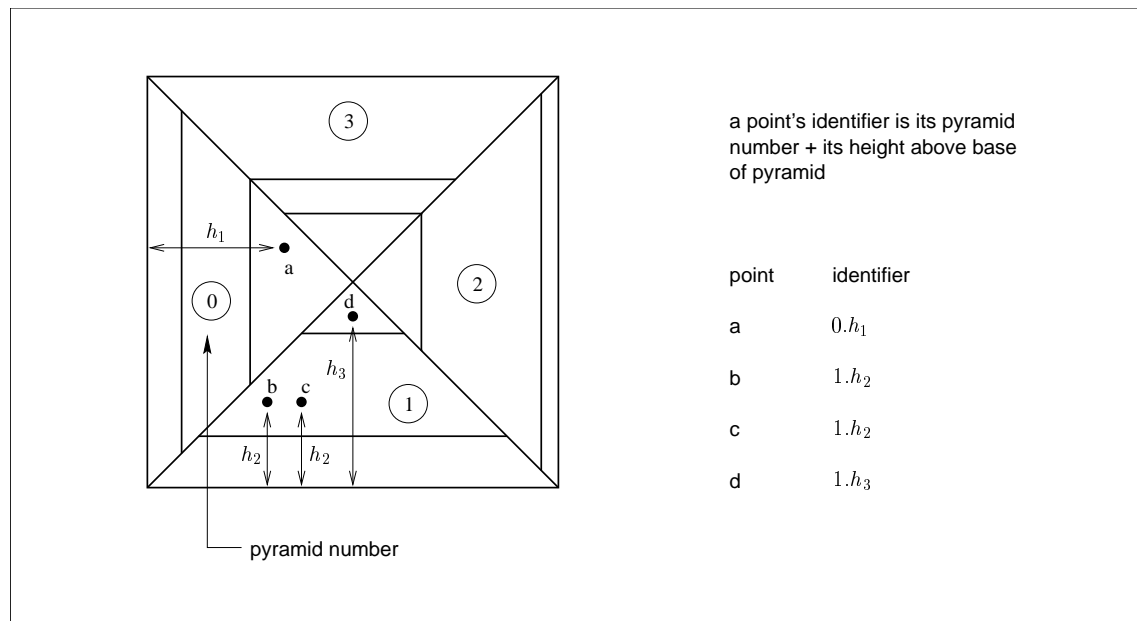 3
a point's identifier is its pyramid
number + its height above base
of pyramid
h₁
a
2
point identifier
0
d
a 0.h₁
h₃
b 1.h₂
b c
1
c 1.h₂
h₂ h₂
d 1.h₃
pyramid number